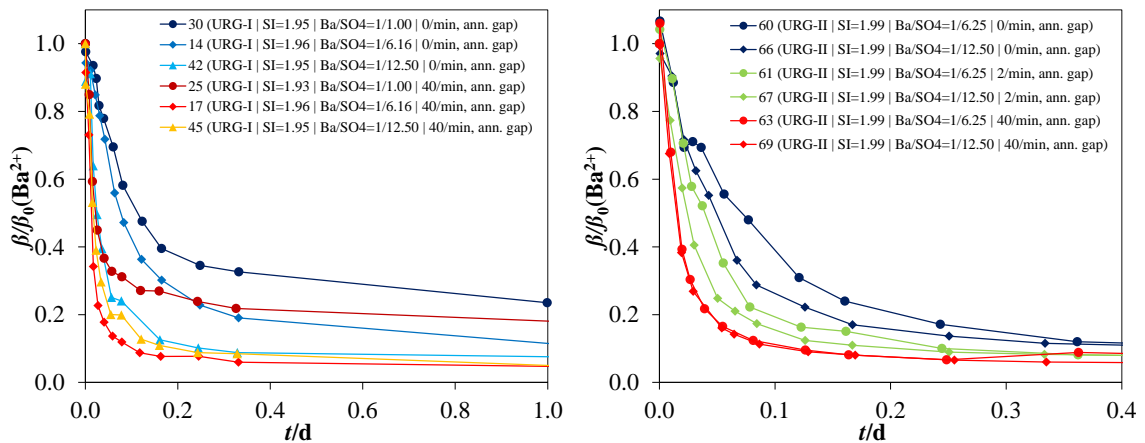 30 (URG-I | SI=1.95 | Ba/SO4=1/1.00 | 0/min, ann. gap)
14 (URG-I | SI=1.96 | Ba/SO4=1/6.16 | 0/min, ann. gap)
42 (URG-I | SI=1.95 | Ba/SO4=1/12.50 | 0/min, ann. gap)
25 (URG-I | SI=1.93 | Ba/SO4=1/1.00 | 40/min, ann. gap)
17 (URG-I | SI=1.96 | Ba/SO4=1/6.16 | 40/min, ann. gap)
45 (URG-I | SI=1.95 | Ba/SO4=1/12.50 | 40/min, ann. gap)
β/β₀(Ba²⁺)
1.0
0.8
0.6
0.4
0.2
0.0
0.0 0.2 0.4 0.6 0.8 1.0
t/d
60 (URG-II | SI=1.99 | Ba/SO4=1/6.25 | 0/min, ann. gap)
66 (URG-II | SI=1.99 | Ba/SO4=1/12.50 | 0/min, ann. gap)
61 (URG-II | SI=1.99 | Ba/SO4=1/6.25 | 2/min, ann. gap)
67 (URG-II | SI=1.99 | Ba/SO4=1/12.50 | 2/min, ann. gap)
63 (URG-II | SI=1.99 | Ba/SO4=1/6.25 | 40/min, ann. gap)
69 (URG-II | SI=1.99 | Ba/SO4=1/12.50 | 40/min, ann. gap)
β/β₀(Ba²⁺)
1.0
0.8
0.6
0.4
0.2
0.0
0.0 0.1 0.2 0.3 0.4
t/d